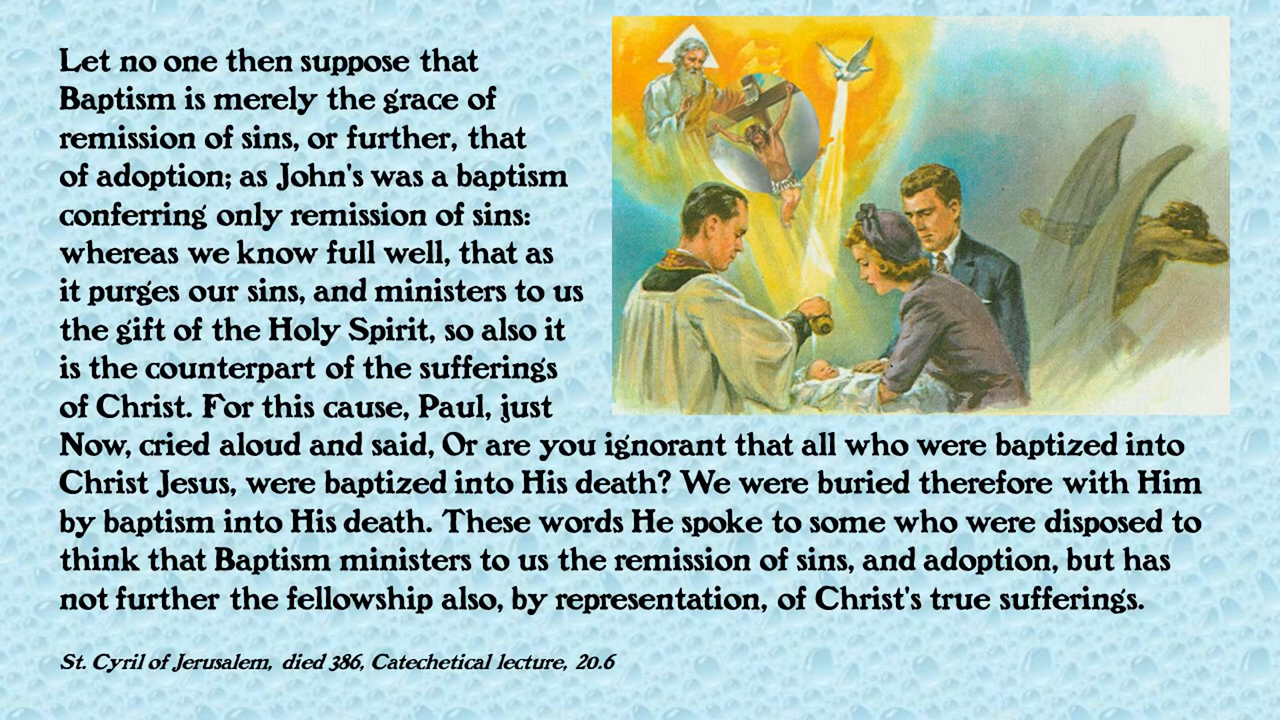 Let no one then suppose that
Baptism is merely the grace of
remission of sins, or further, that
of adoption; as John's was a baptism
conferring only remission of sins:
whereas we know full well, that as
it purges our sins, and ministers to us
the gift of the Holy Spirit, so also it
is the counterpart of the sufferings
of Christ. For this cause, Paul, just
Now, cried aloud and said, Or are you ignorant that all who were baptized into
Christ Jesus, were baptized into His death? We were buried therefore with Him
by baptism into His death. These words He spoke to some who were disposed to
think that Baptism ministers to us the remission of sins, and adoption, but has
not further the fellowship also, by representation, of Christ's true sufferings.
St. Cyril of Jerusalem, died 386, Catechetical lecture, 20.6